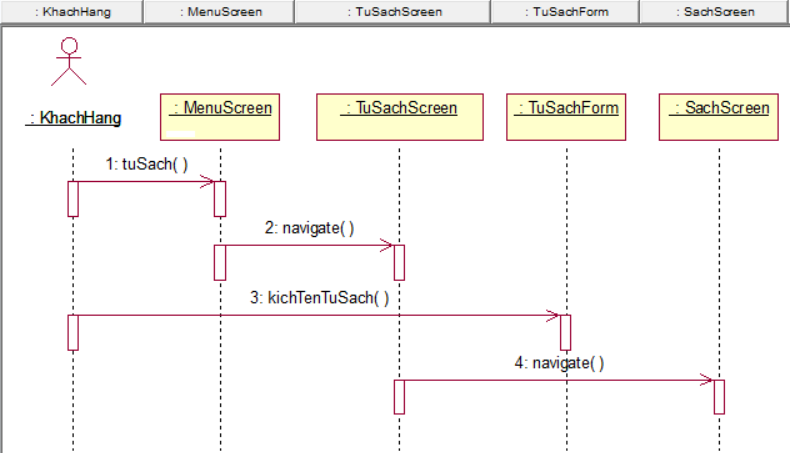 : KhachHang
: MenuScreen
: TuSachScreen
: TuSachForm
: SachScreen
: KhachHang
: MenuScreen
: TuSachScreen
: TuSachForm
: SachScreen
1: tuSach( )
2: navigate( )
3: kichTenTuSach( )
4: navigate( )